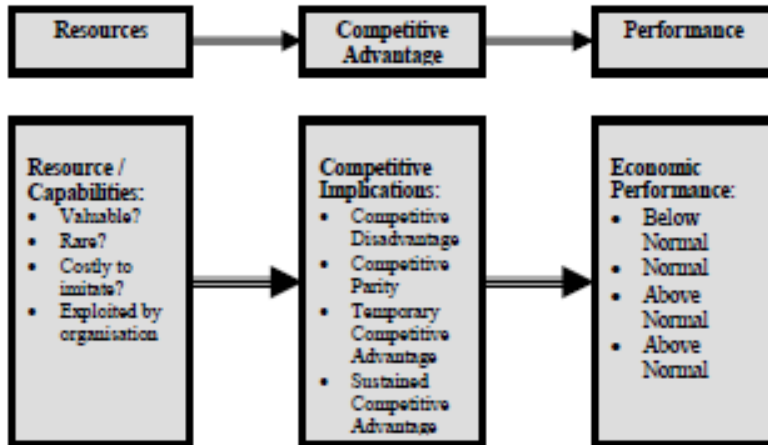 Resources
Competitive
Advantage
Performance
Resource /
Capabilities:
• Valuable?
• Rare?
• Costly to
imitate?
• Exploited by
organisation
Competitive
Implications:
• Competitive
Disadvantage
• Competitive
Parity
• Temporary
Competitive
Advantage
• Sustained
Competitive
Advantage
Economic
Performance:
• Below
Normal
• Normal
• Above
Normal
• Above
Normal